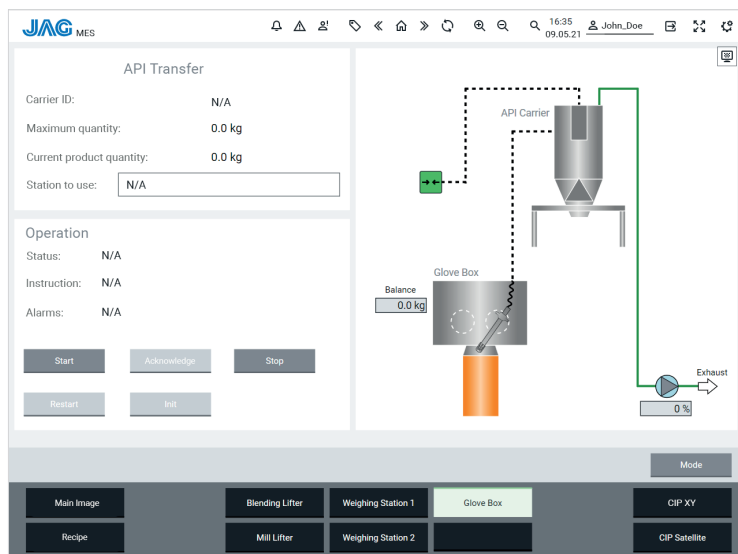 JAG MES
16:35
09.05.21
John_Doe
API Transfer
Carrier ID: N/A
Maximum quantity: 0.0 kg
Current product quantity: 0.0 kg
Station to use: N/A
Operation
Status: N/A
Instruction: N/A
Alarms: N/A
Start Acknowledge Stop
Restart Init
API Carrier
Glove Box
Balance
0.0 kg
Exhaust
0 %
Mode
Main Image Blending Lifter Weighing Station 1 Glove Box CIP XY
Recipe Mill Lifter Weighing Station 2 CIP Satellite